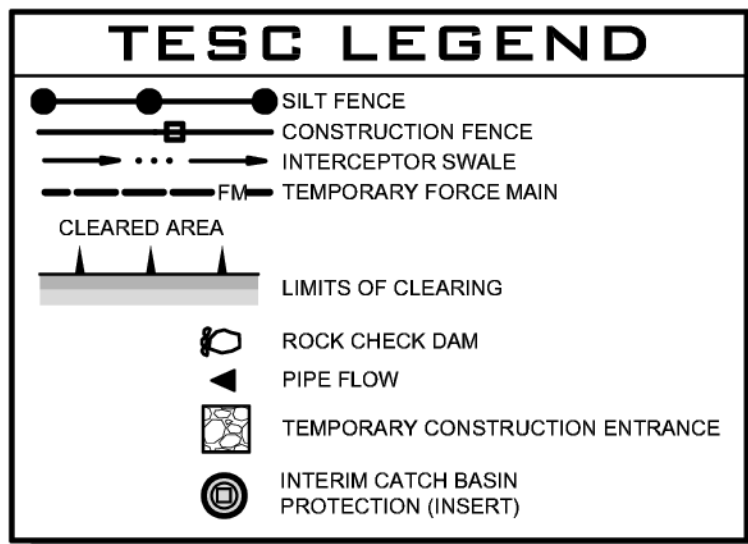 TESC LEGEND
SILT FENCE
CONSTRUCTION FENCE
INTERCEPTOR SWALE
FM TEMPORARY FORCE MAIN
CLEARED AREA
LIMITS OF CLEARING
ROCK CHECK DAM
PIPE FLOW
TEMPORARY CONSTRUCTION ENTRANCE
INTERIM CATCH BASIN
PROTECTION (INSERT)